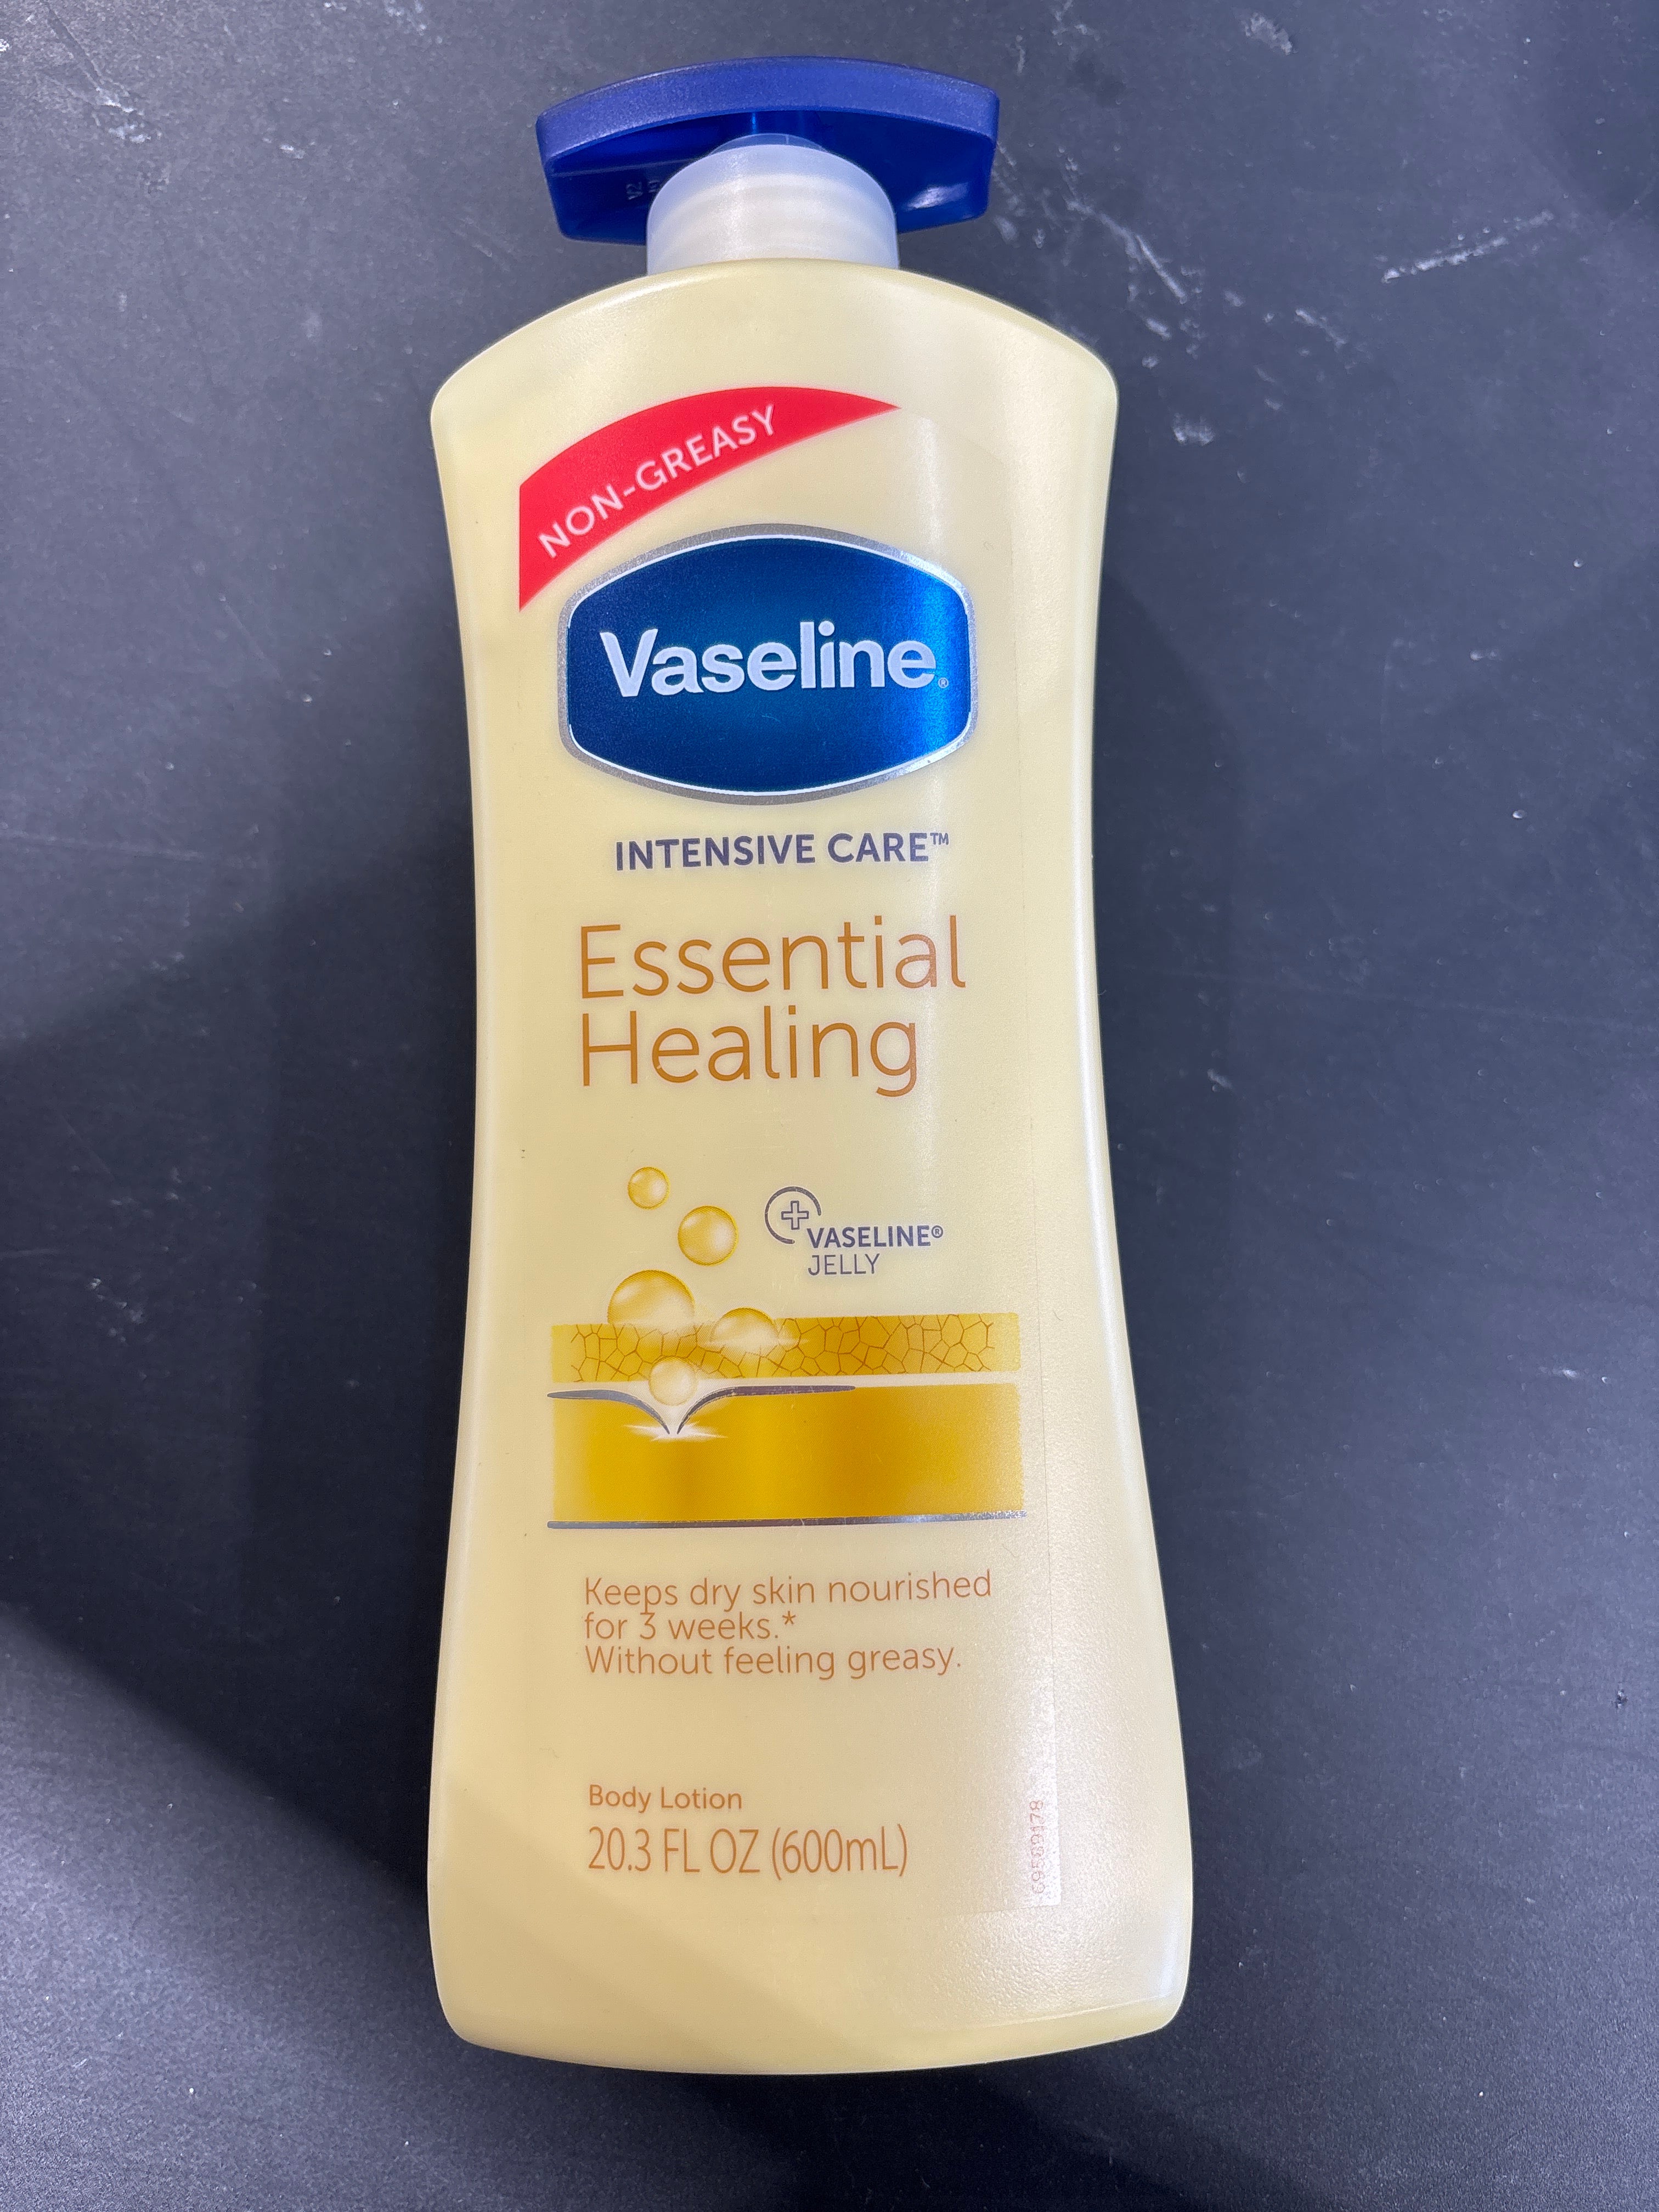 NON-GREASY
Vaseline®
INTENSIVE CARE™
Essential
Healing
VASELINE®
JELLY
Keeps dry skin nourished
for 3 weeks.*
Without feeling greasy.
Body Lotion
20.3 FL OZ (600mL)